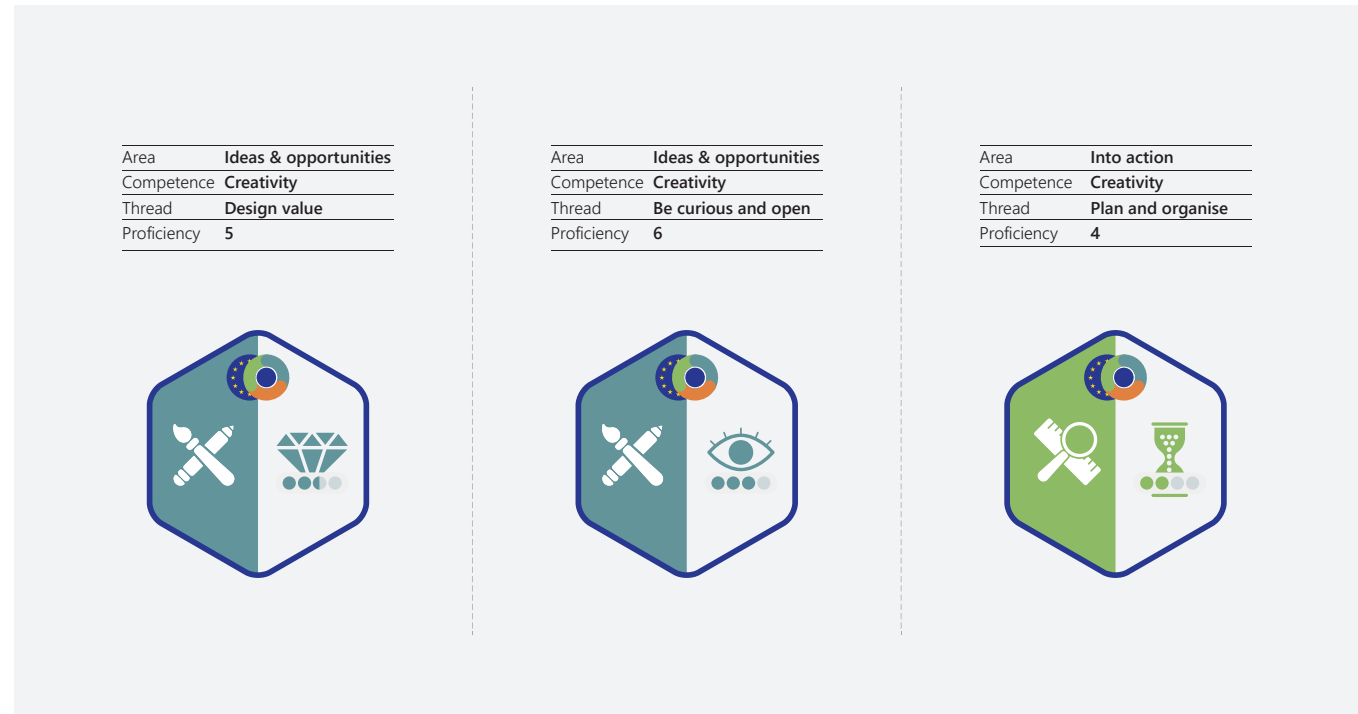 Area Ideas & opportunities
Competence Creativity
Thread Design value
Proficiency 5
Area Ideas & opportunities
Competence Creativity
Thread Be curious and open
Proficiency 6
Area Into action
Competence Creativity
Thread Plan and organise
Proficiency 4